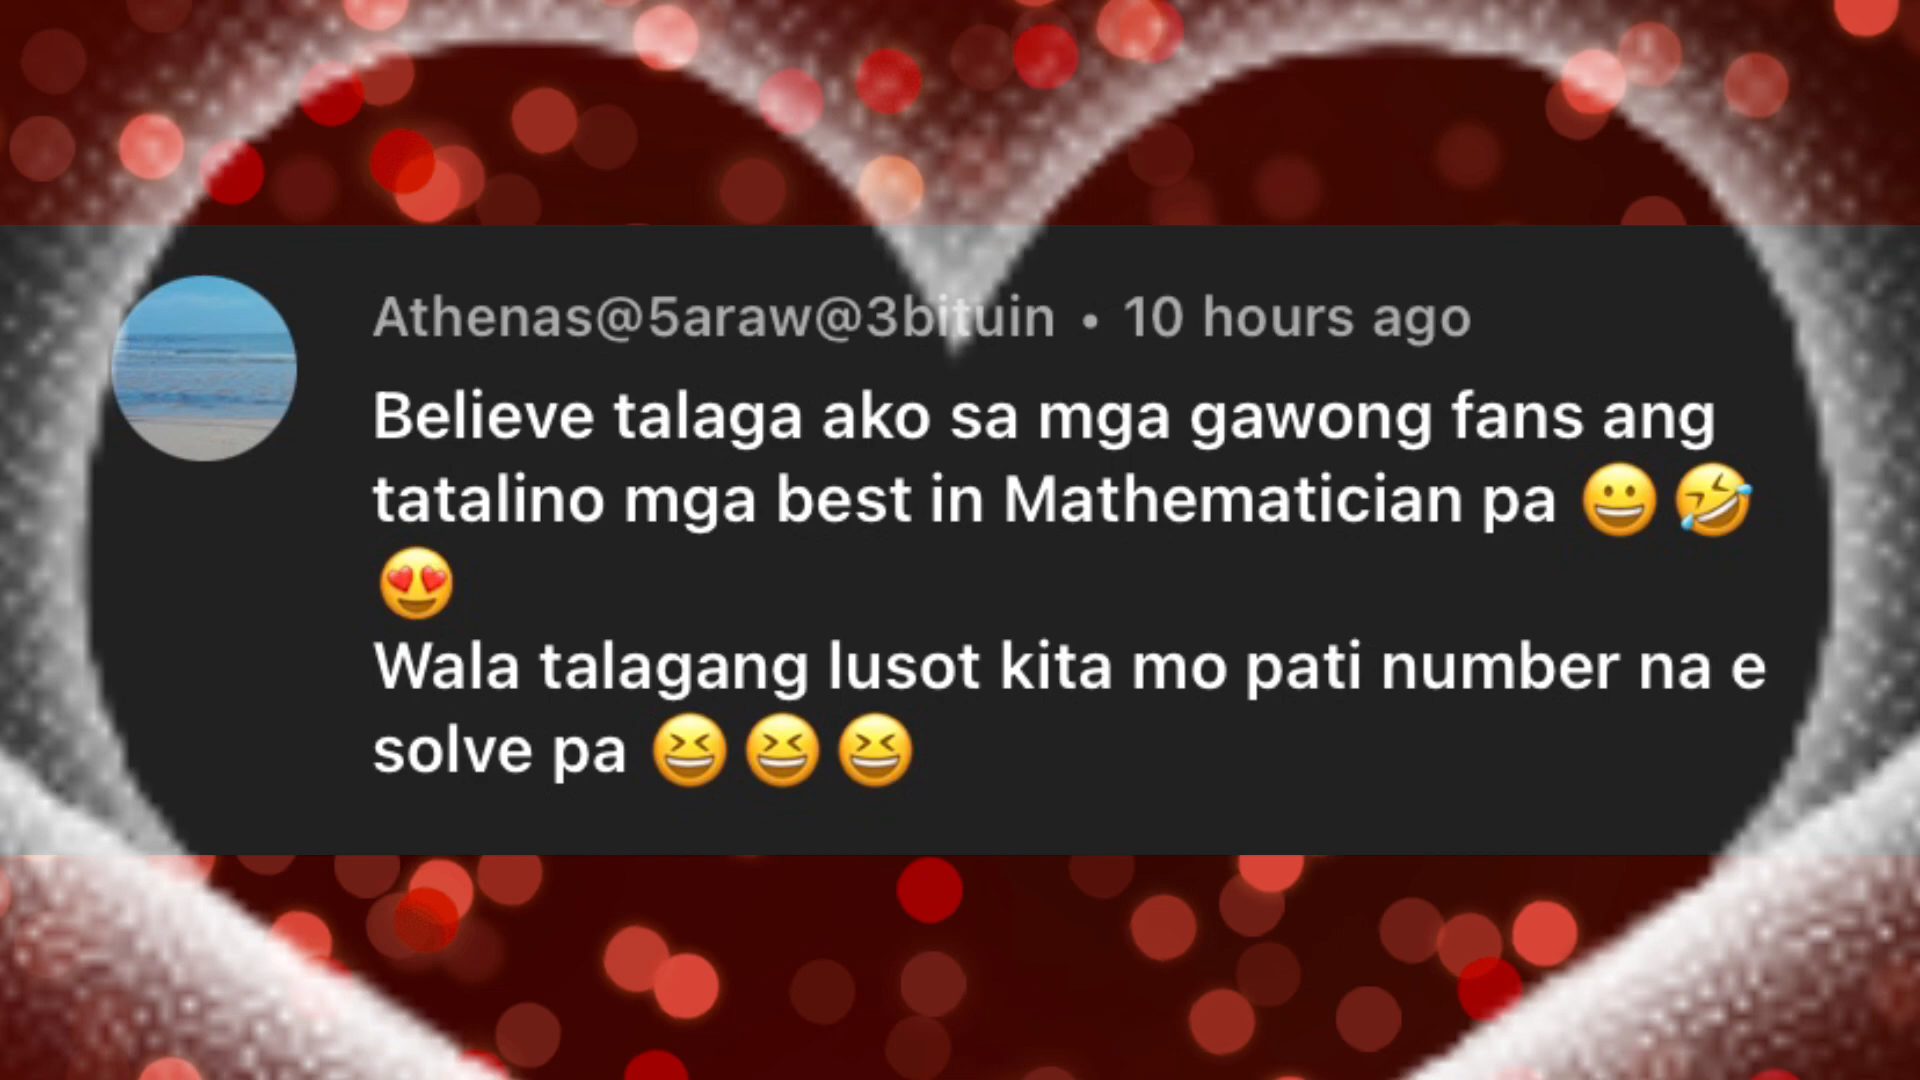 Athenas@5araw@3bituin • 10 hours ago
Believe talaga ako sa mga gawong fans ang
tatalino mga best in Mathematician pa 😀🤣
😍
Wala talagang lusot kita mo pati number na e
solve pa 😆😆😆